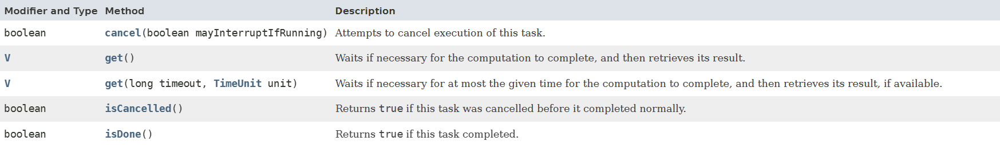 Modifier and Type Method Description
boolean cancel(boolean mayInterruptIfRunning) Attempts to cancel execution of this task.
V get() Waits if necessary for the computation to complete, and then retrieves its result.
V get(long timeout, TimeUnit unit) Waits if necessary for at most the given time for the computation to complete, and then retrieves its result, if available.
boolean isCancelled() Returns true if this task was cancelled before it completed normally.
boolean isDone() Returns true if this task completed.